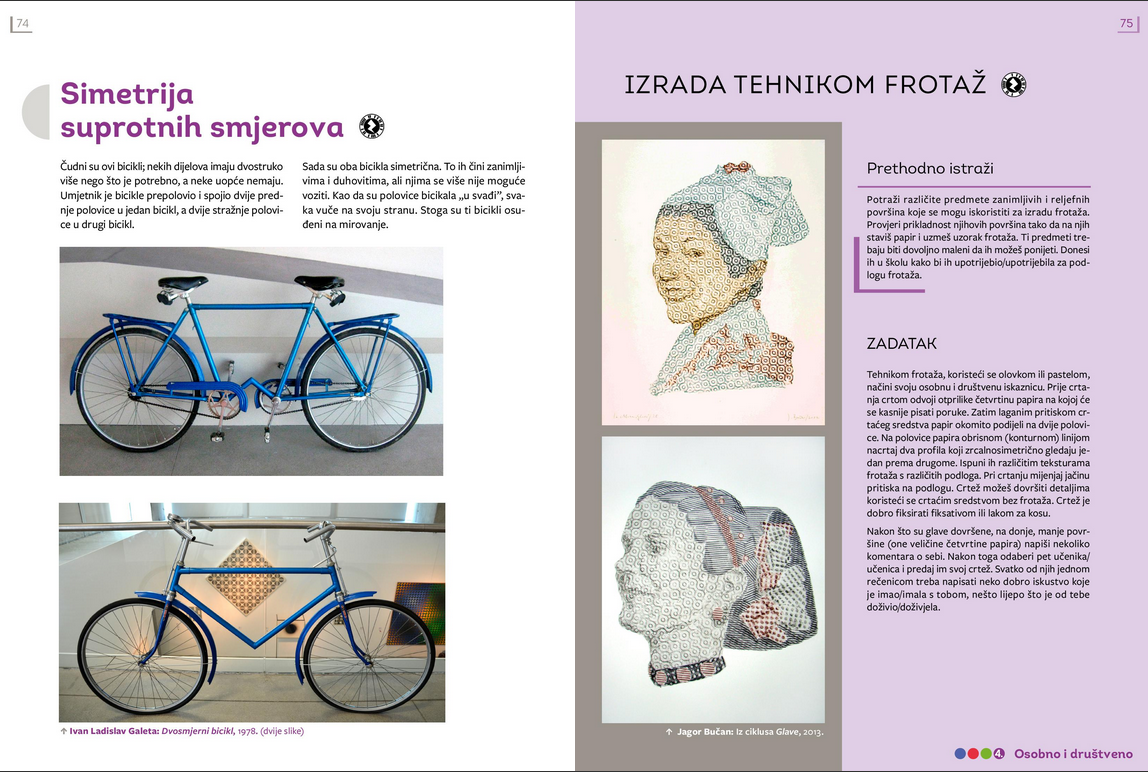 74
Simetrija
suprotnih smjerova
Čudni su ovi bicikli; nekih dijelova imaju dvostruko
više nego što je potrebno, a neke uopće nemaju.
Umjetnik je bicikle prepolovio i spojio dvije pred-
nje polovice u jedan bicikl, a dvije stražnje polovi-
ce u drugi bicikl.
Sada su oba bicikla simetrična. To ih čini zanimlji-
vima i duhovitima, ali njima se više nije moguće
voziti. Kao da su polovice bicikala „u svađi”, sva-
ka vuče na svoju stranu. Stoga su ti bicikli osu-
đeni na mirovanje.
↑ Ivan Ladislav Galeta: Dvosmjerni bicikl, 1978. (dvije slike)
75
IZRADA TEHNIKOM FROTAŽ
↑ Jagor Bučan: Iz ciklusa Glave, 2013.
Prethodno istraži
Potraži različite predmete zanimljivih i reljefnih
površina koje se mogu iskoristiti za izradu frotaža.
Provjeri prikladnost njihovih površina tako da na njih
staviš papir i uzmeš uzorak frotaža. Ti predmeti tre-
baju biti dovoljno maleni da ih možeš ponijeti. Donesi
ih u školu kako bi ih upotrijebio/upotrijebila za pod-
logu frotaža.
ZADATAK
Tehnikom frotaža, koristeći se olovkom ili pastelom,
načini svoju osobnu i društvenu iskaznicu. Prije crta-
nja crtom odvoji otprilike četvrtinu papira na kojoj će
se kasnije pisati poruke. Zatim laganim pritiskom cr-
taćeg sredstva papir okomito podijeli na dvije polovi-
ce. Na polovice papira obrisnom (konturnom) linijom
nacrtaj dva profila koji zrcalnosimetrično gledaju je-
dan prema drugome. Ispuni ih različitim teksturama
frotaža s različitih podloga. Pri crtanju mijenjaj jačinu
pritiska na podlogu. Crtež možeš dovršiti detaljima
koristeći se crtaćim sredstvom bez frotaža. Crtež je
dobro fiksirati fiksativom ili lakom za kosu.
Nakon što su glave dovršene, na donje, manje povr-
šine (one veličine četvrtine papira) napiši nekoliko
komentara o sebi. Nakon toga odaberi pet učenika/
učenica i predaj im svoj crtež. Svatko od njih jednom
rečenicom treba napisati neko dobro iskustvo koje
je imao/imala s tobom, nešto lijepo što je od tebe
doživio/doživjela.
4. Osobno i društveno